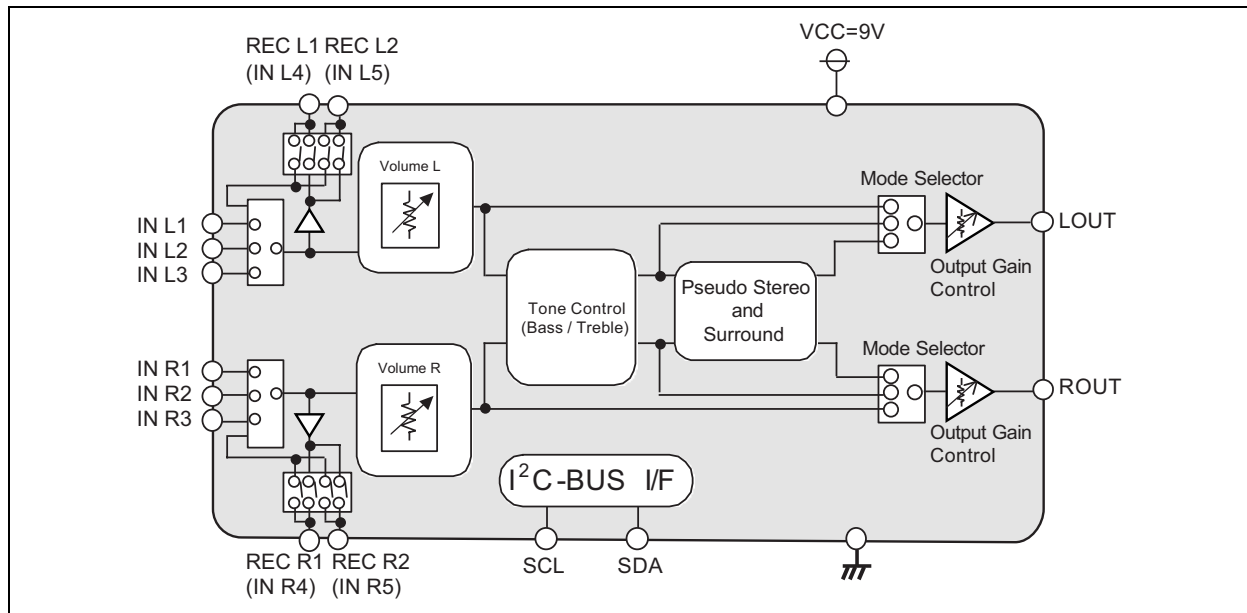 VCC=9V
REC L1 REC L2
(IN L4) (IN L5)
Volume L
Mode Selector
IN L1
IN L2
IN L3
LOUT
Output Gain
Control
Tone Control
(Bass / Treble)
Pseudo Stereo
and
Surround
IN R1
IN R2
IN R3
Volume R
Mode Selector
ROUT
Output Gain
Control
I²C-BUS I/F
REC R1 REC R2
(IN R4) (IN R5)
SCL
SDA